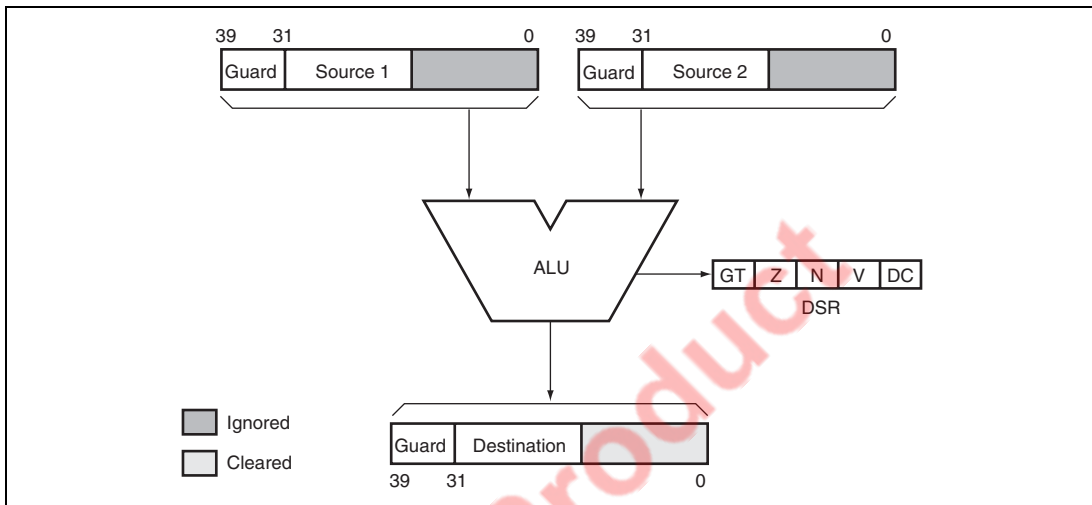 39 31 0 39 31 0
Guard Source 1 Guard Source 2
ALU
GT Z N V DC
DSR
Ignored
Cleared
Guard Destination
39 31 0
roduct